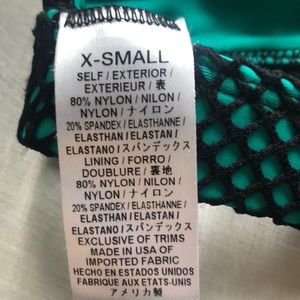 X-SMALL
SELF / EXTERIOR /
EXTERIEUR / 表
80% NYLON / NILON /
NYLON / ナイロン
20% SPANDEX / ELASTHANNE /
ELASTHAN / ELASTAN /
ELASTANO / スパンデックス
LINING / FORRO /
DOUBLURE / 裏地
80% NYLON / NILON /
NYLON / ナイロン
20% SPANDEX / ELASTHANNE /
ELASTHAN / ELASTAN /
ELASTANO / スパンデックス
EXCLUSIVE OF TRIMS
MADE IN USA OF
IMPORTED FABRIC
HECHO EN ESTADOS UNIDOS
FABRIQUE AUX ETATS-UNIS
アメリカ製